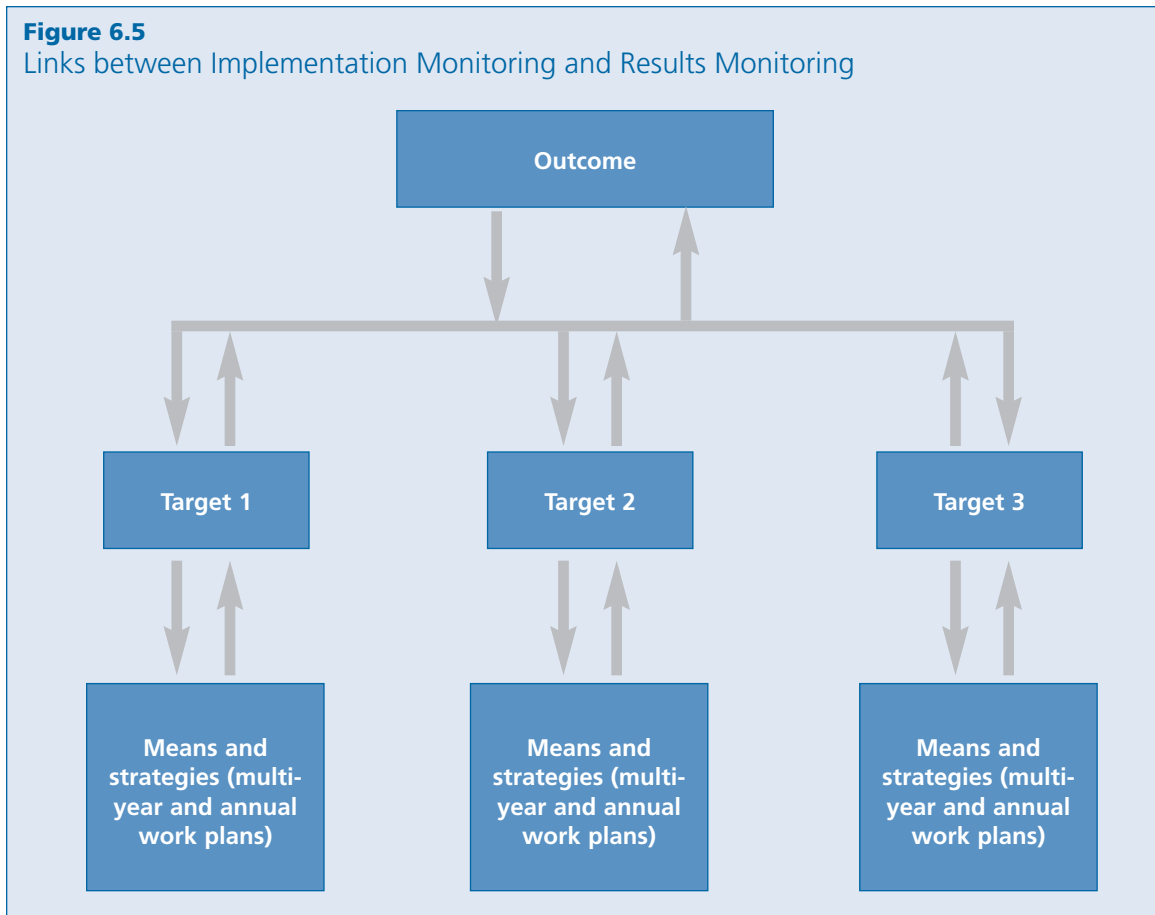 Figure 6.5
Links between Implementation Monitoring and Results Monitoring
Outcome
Target 1
Target 2
Target 3
Means and
strategies (multi-
year and annual
work plans)
Means and
strategies (multi-
year and annual
work plans)
Means and
strategies (multi-
year and annual
work plans)